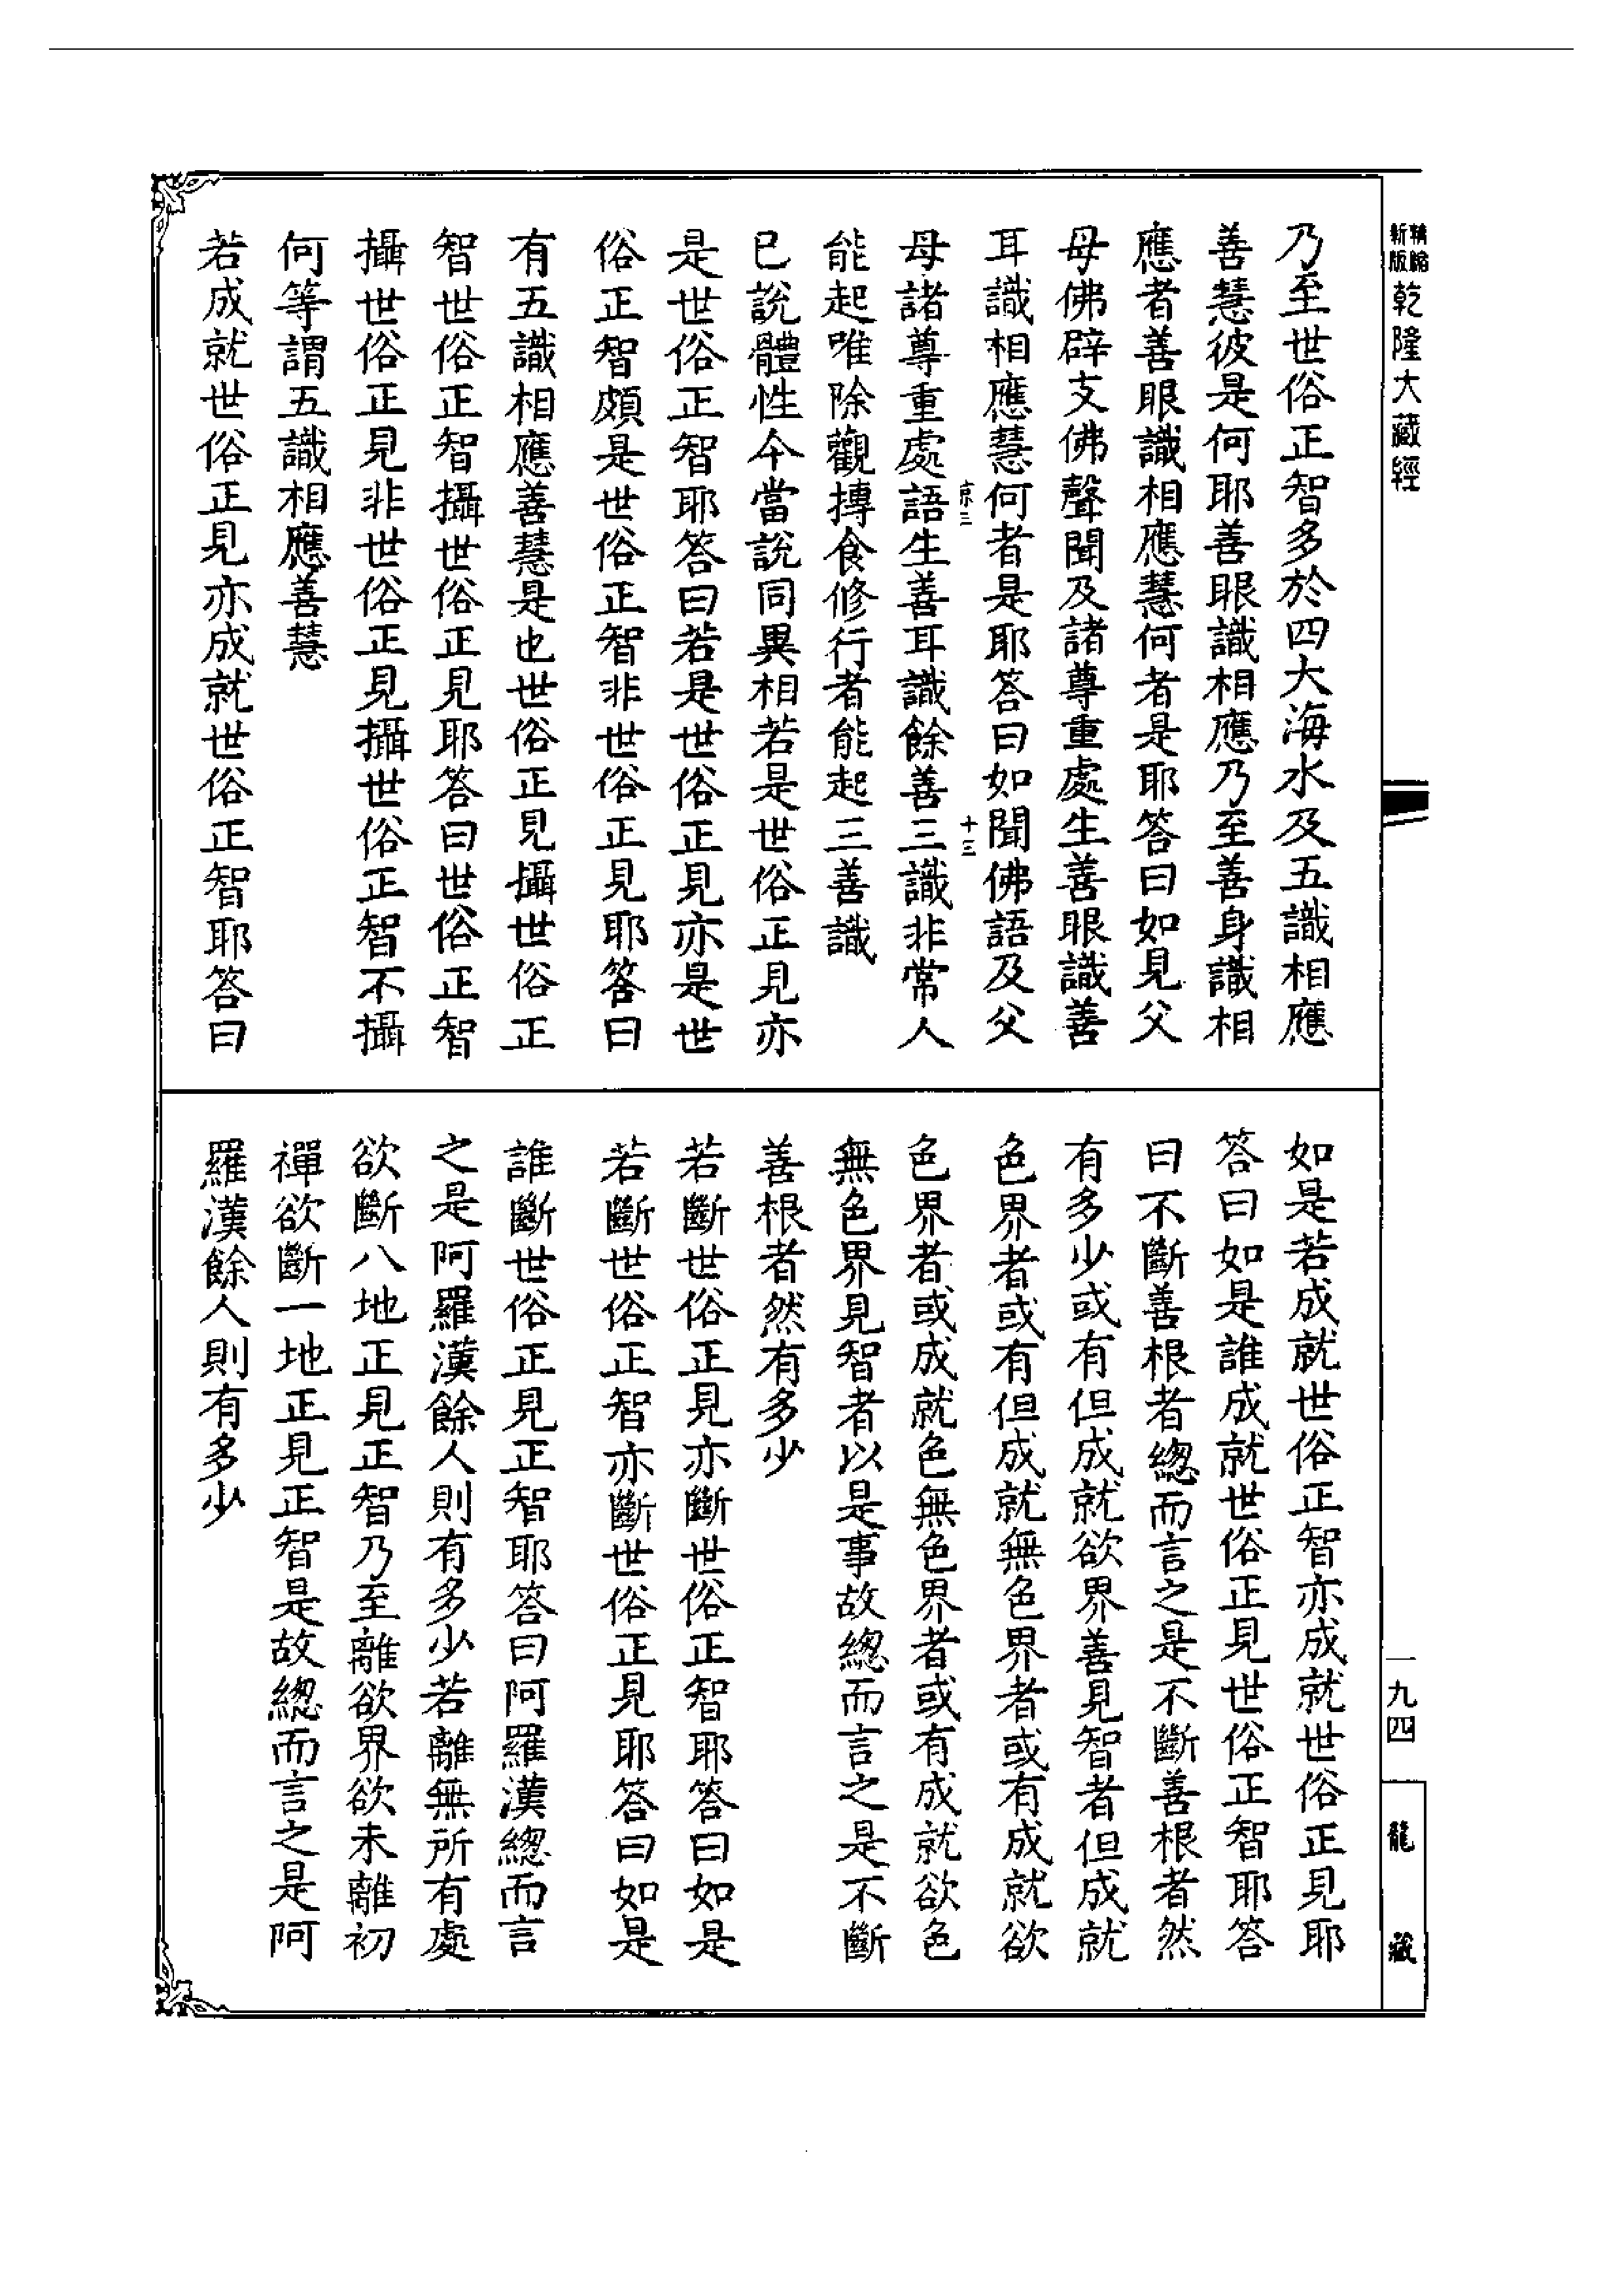 精縮
新版
乾隆大藏經
一九四
龍藏
乃至世俗正智多於四大海水及五識相應
善慧彼是何耶善眼識相應乃至善身識相
應者善眼識相應慧何者是耶答曰如見父
母佛辟支佛聲聞及諸尊重處生善眼識善
耳識相應慧何者是耶答曰如聞佛語及父
十三
母諸尊重處語生善耳識餘善三識非常人
能起唯除觀摶食修行者能起三善識
已說體性今當說同異相若是世俗正見亦
是世俗正智耶答曰若是世俗正見亦是世
俗正智頗是世俗正智非世俗正見耶答曰
有五識相應善慧是也世俗正見攝世俗正
智世俗正智攝世俗正見耶答曰世俗正智
攝世俗正見非世俗正見攝世俗正智不攝
何等謂五識相應善慧
若成就世俗正見亦成就世俗正智耶答曰
如是若成就世俗正智亦成就世俗正見耶
答曰如是誰成就世俗正見世俗正智耶答
曰不斷善根者總而言之是不斷善根者然
有多少或有但成就欲界善見智者但成就
色界者或有但成就無色界者或有成就欲
色界者或成就色無色界者或有成就欲色
無色界見智者以是事故總而言之是不斷
善根者然有多少
若斷世俗正見亦斷世俗正智耶答曰如是
若斷世俗正智亦斷世俗正見耶答曰如是
誰斷世俗正見正智耶答曰阿羅漢總而言
之是阿羅漢餘人則有多少若離無所有處
欲斷八地正見正智乃至離欲界欲未離初
禪欲斷一地正見正智是故總而言之是阿
羅漢餘人則有多少